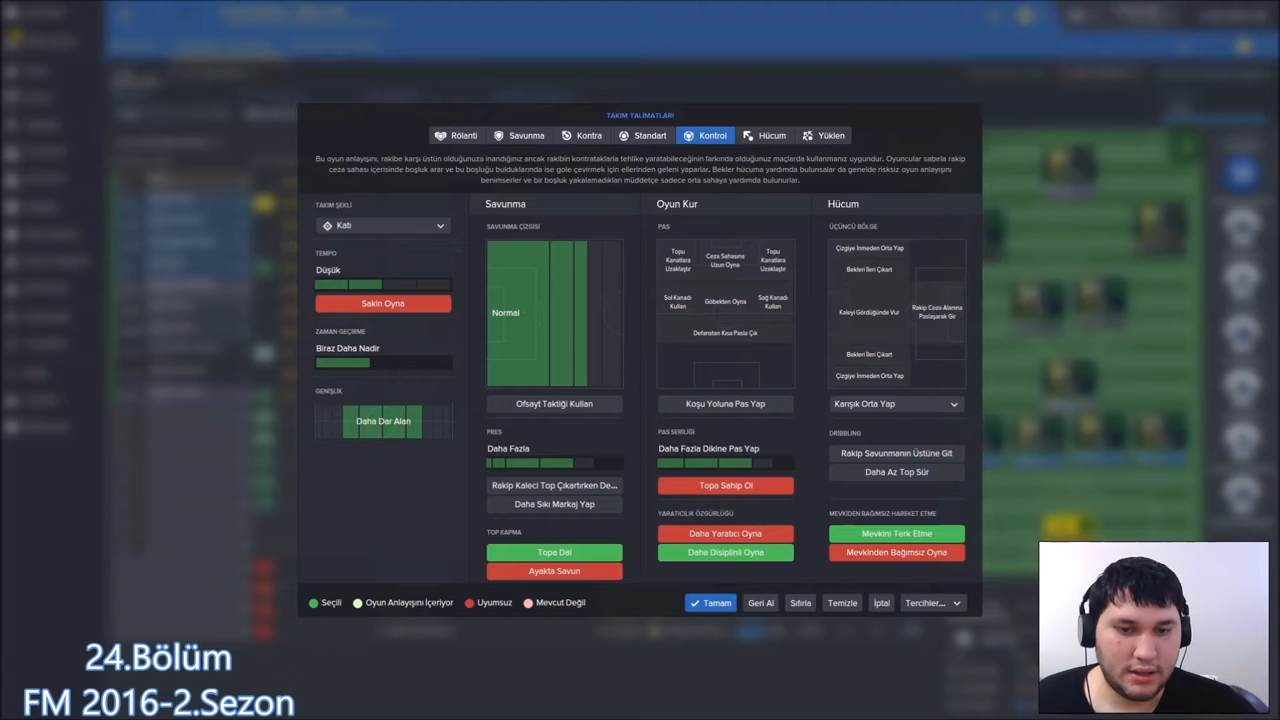 TAKIM TALİMATLARI
Rölanti
Savunma
Kontra
Standart
Kontrol
Hücum
Yüklen
Bu oyun anlayışını, rakibe karşı üstün olduğunuza inandığınız ancak rakibin kontrataklarla tehlike yaratabileceğinin farkında olduğunuz maçlarda kullanmanız uygundur. Oyuncular sabırla rakip
ceza sahası içerisinde boşluk arar ve bu boşluğu bulduklarında ise gole çevirmek için ellerinden geleni yaparlar. Bekler hücuma yardımda bulunsalar da genelde risksiz oyun anlayışını
benimserler ve bir boşluk yakalamadıkları müddetçe sadece orta sahaya yardımda bulunurlar.
TAKIM ŞEKLİ
Katı
TEMPO
Düşük
Sakin Oyna
ZAMAN GEÇİRME
Biraz Daha Nadir
GENİŞLİK
Daha Dar Alan
Savunma
SAVUNMA ÇİZGİSİ
Normal
Ofsayt Taktiği Kullan
PRES
Daha Fazla
Rakip Kaleci Top Çıkartırken De...
Daha Sıkı Markaj Yap
TOP KAPMA
Topa Dal
Ayakta Savun
Oyun Kur
PAS
Topu
Kanatlara
Uzaklaştır
Ceza Sahasına
Uzun Oyna
Topu
Kanatlara
Uzaklaştır
Sol Kanadı
Kullan
Göbekten Oyna
Sağ Kanadı
Kullan
Defanstan Kısa Pasla Çık
Koşu Yoluna Pas Yap
PAS SERİLİĞİ
Daha Fazla Dikine Pas Yap
Topa Sahip Ol
YARATICILIK ÖZGÜRLÜĞÜ
Daha Yaratıcı Oyna
Daha Disiplinli Oyna
Hücum
ÜÇÜNCÜ BÖLGE
Çizgiye İnmeden Orta Yap
Bekleri İleri Çıkart
Kaleyi Gördüğünde Vur
Rakip Ceza Alanına
Paslaşarak Gir
Bekleri İleri Çıkart
Çizgiye İnmeden Orta Yap
Karışık Orta Yap
DRIBBLING
Rakip Savunmanın Üstüne Git
Daha Az Top Sür
MEVKİDEN BAĞIMSIZ HAREKET ETME
Mevkini Terk Etme
Mevkinden Bağımsız Oyna
Seçili
Oyun Anlayışını İçeriyor
Uyumsuz
Mevcut Değil
Tamam
Geri Al
Sıfırla
Temizle
İptal
Tercihler...
24.Bölüm
FM 2016-2.Sezon